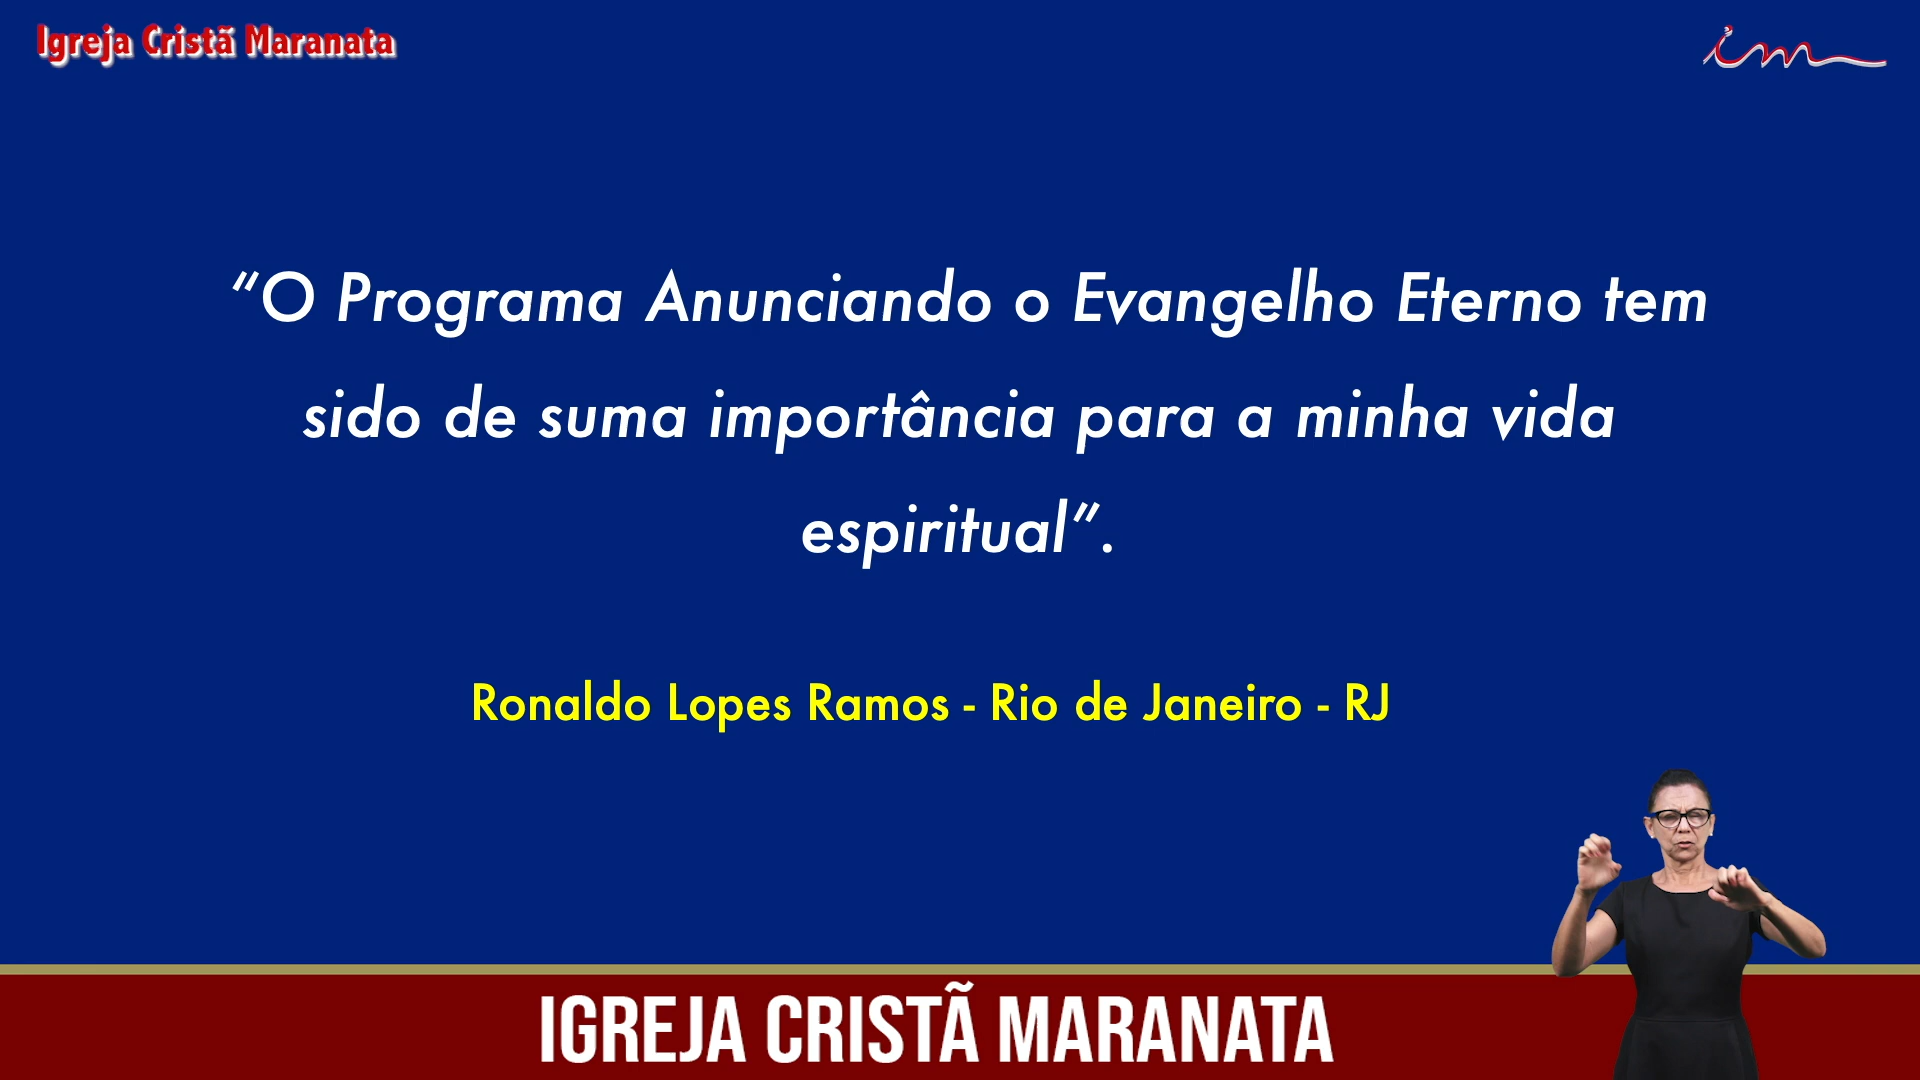 Igreja Cristã Maranata
im
“O Programa Anunciando o Evangelho Eterno tem
sido de suma importância para a minha vida
espiritual”.
Ronaldo Lopes Ramos - Rio de Janeiro - RJ
IGREJA CRISTÃ MARANATA